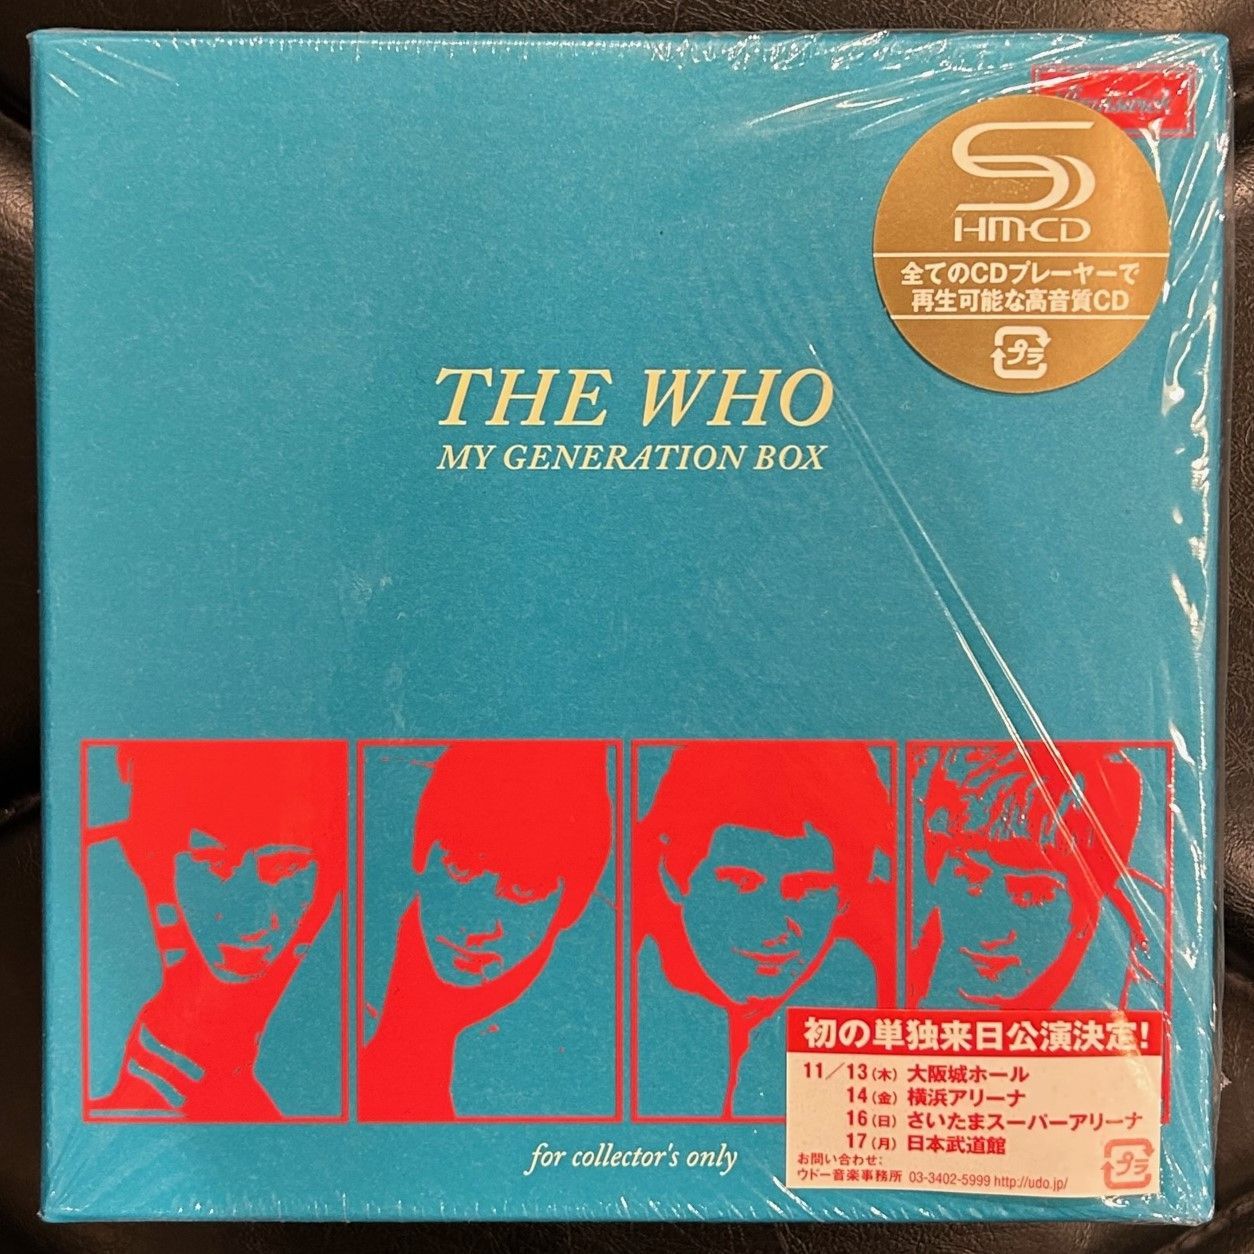 Brunswick
SHM-CD
全てのCDプレーヤーで
再生可能な高音質CD
プラ
THE WHO
MY GENERATION BOX
初の単独来日公演決定!
11/13(木) 大阪城ホール
14(金) 横浜アリーナ
16(日) さいたまスーパーアリーナ
17(月) 日本武道館
お問い合わせ:
ウドー音楽事務所 03-3402-5999 http://udo.jp/
プラ
for collector's only